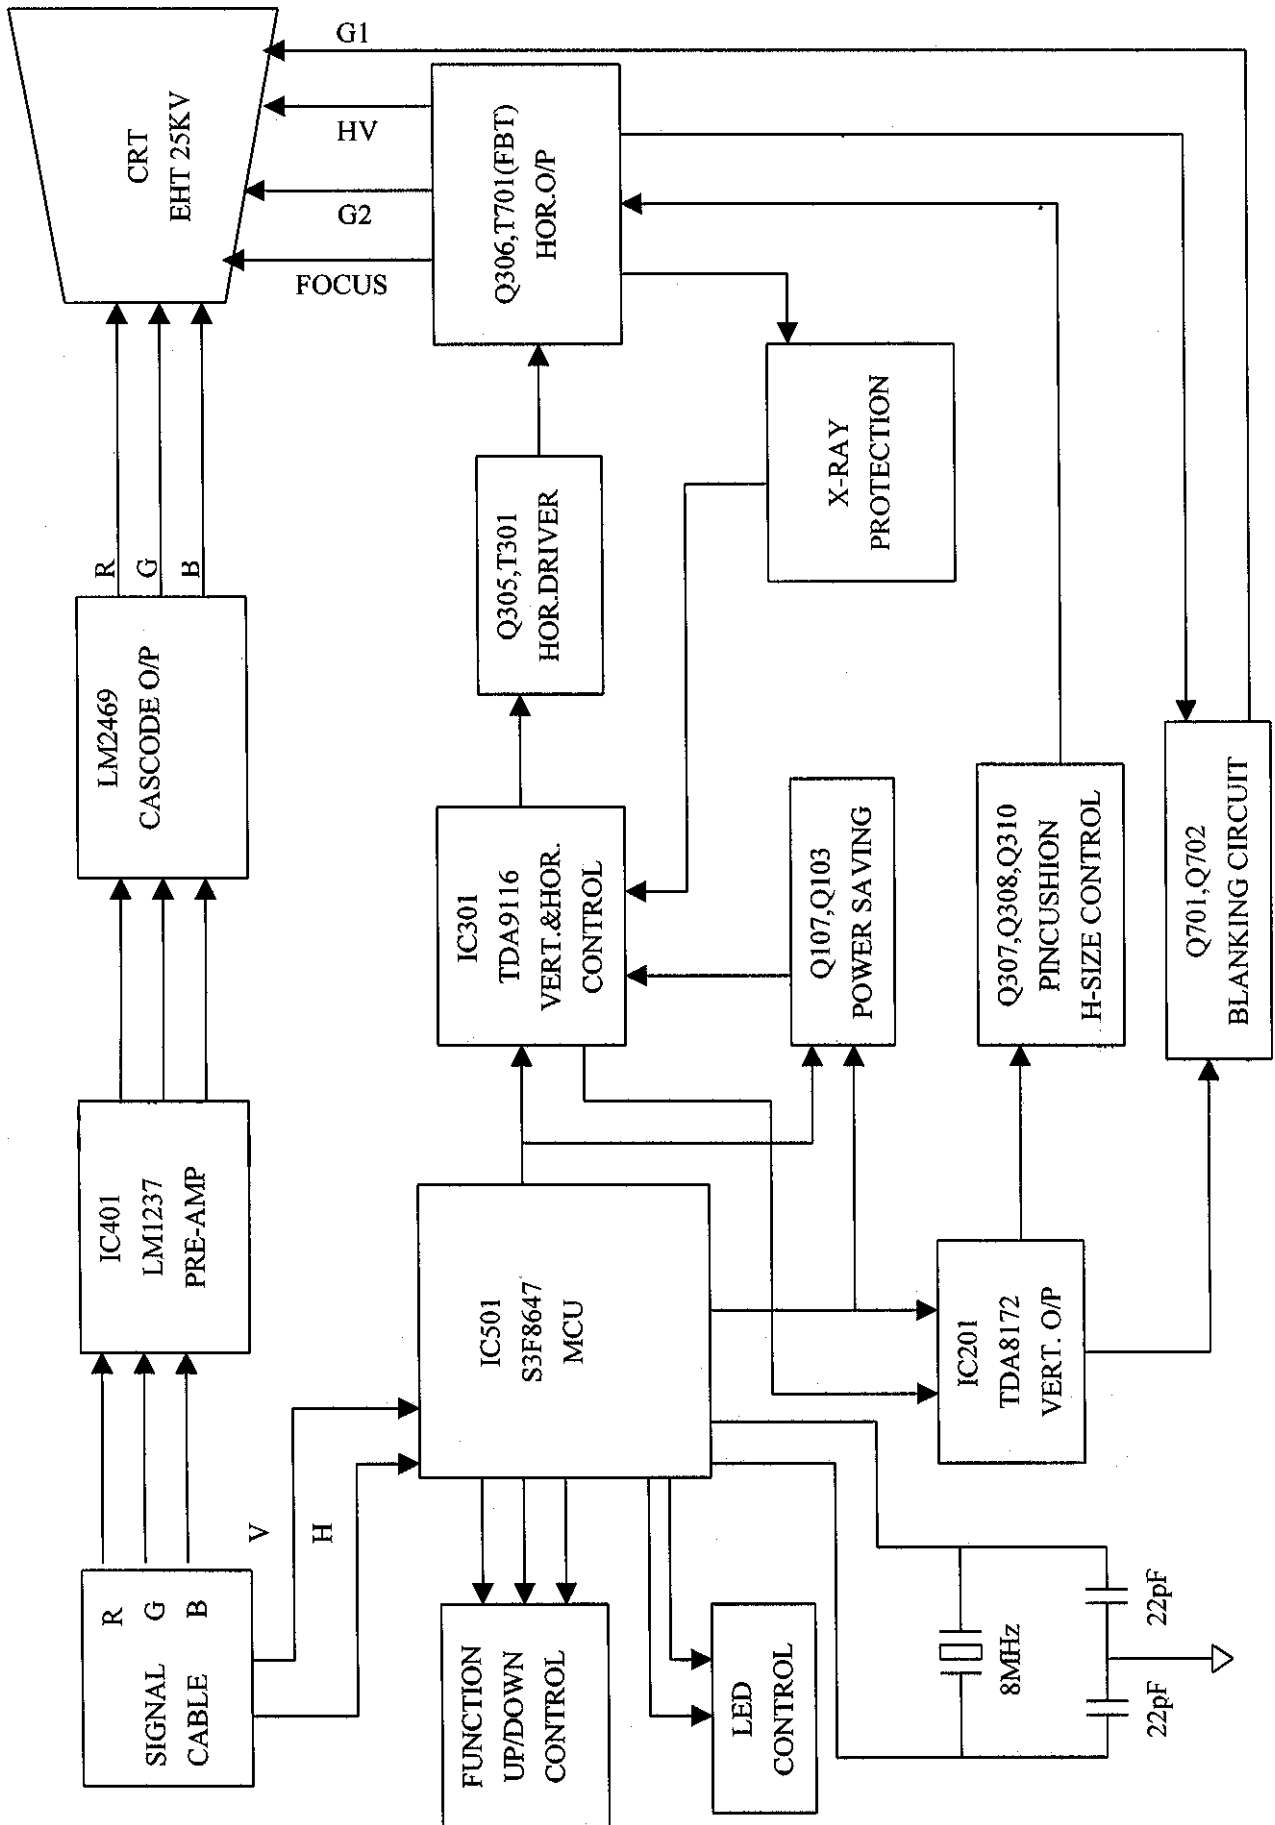 SIGNAL
CABLE
R
G
B
V
H
IC401
LM1237
PRE-AMP
LM2469
CASCODE O/P
R
G
B
CRT
EHT 25KV
G1
HV
G2
FOCUS
FUNCTION
UP/DOWN
CONTROL
IC501
S3F8647
MCU
IC301
TDA9116
VERT.&HOR.
CONTROL
Q305,T301
HOR.DRIVER
Q306,T701(FBT)
HOR.O/P
LED
CONTROL
Q107,Q103
POWER SAVING
X-RAY
PROTECTION
8MHz
22pF
22pF
IC201
TDA8172
VERT. O/P
Q307,Q308,Q310
PINCUSHION
H-SIZE CONTROL
Q701,Q702
BLANKING CIRCUIT